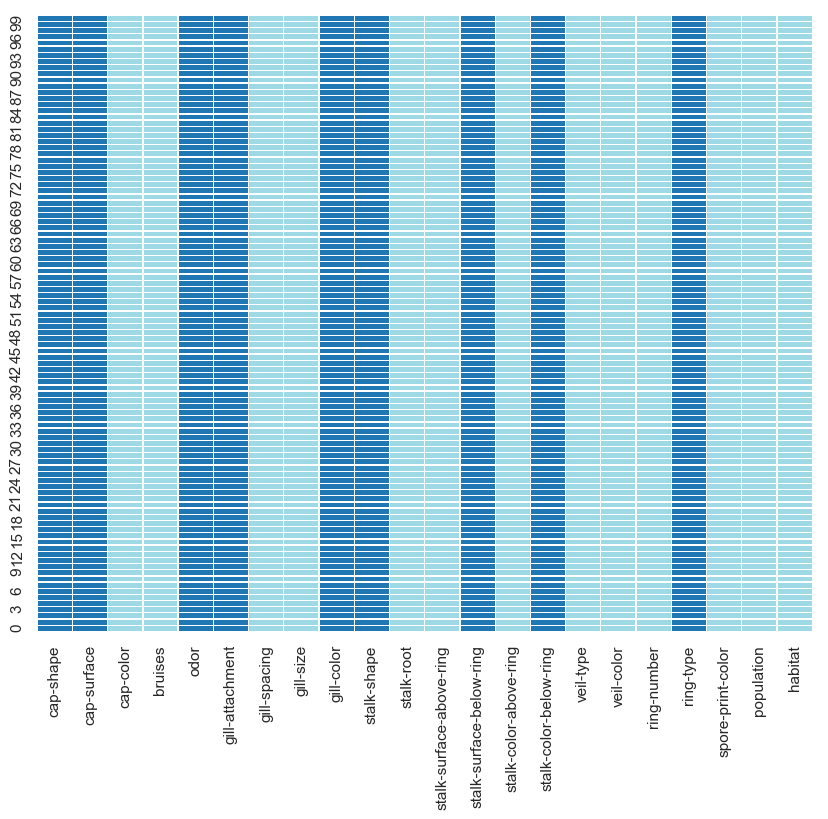 99
96
93
90
87
84
81
78
75
72
69
66
63
60
57
54
51
48
45
42
39
36
33
30
27
24
21
18
15
12
9
6
3
0
cap-shape
cap-surface
cap-color
bruises
odor
gill-attachment
gill-spacing
gill-size
gill-color
stalk-shape
stalk-root
stalk-surface-above-ring
stalk-surface-below-ring
stalk-color-above-ring
stalk-color-below-ring
veil-type
veil-color
ring-number
ring-type
spore-print-color
population
habitat